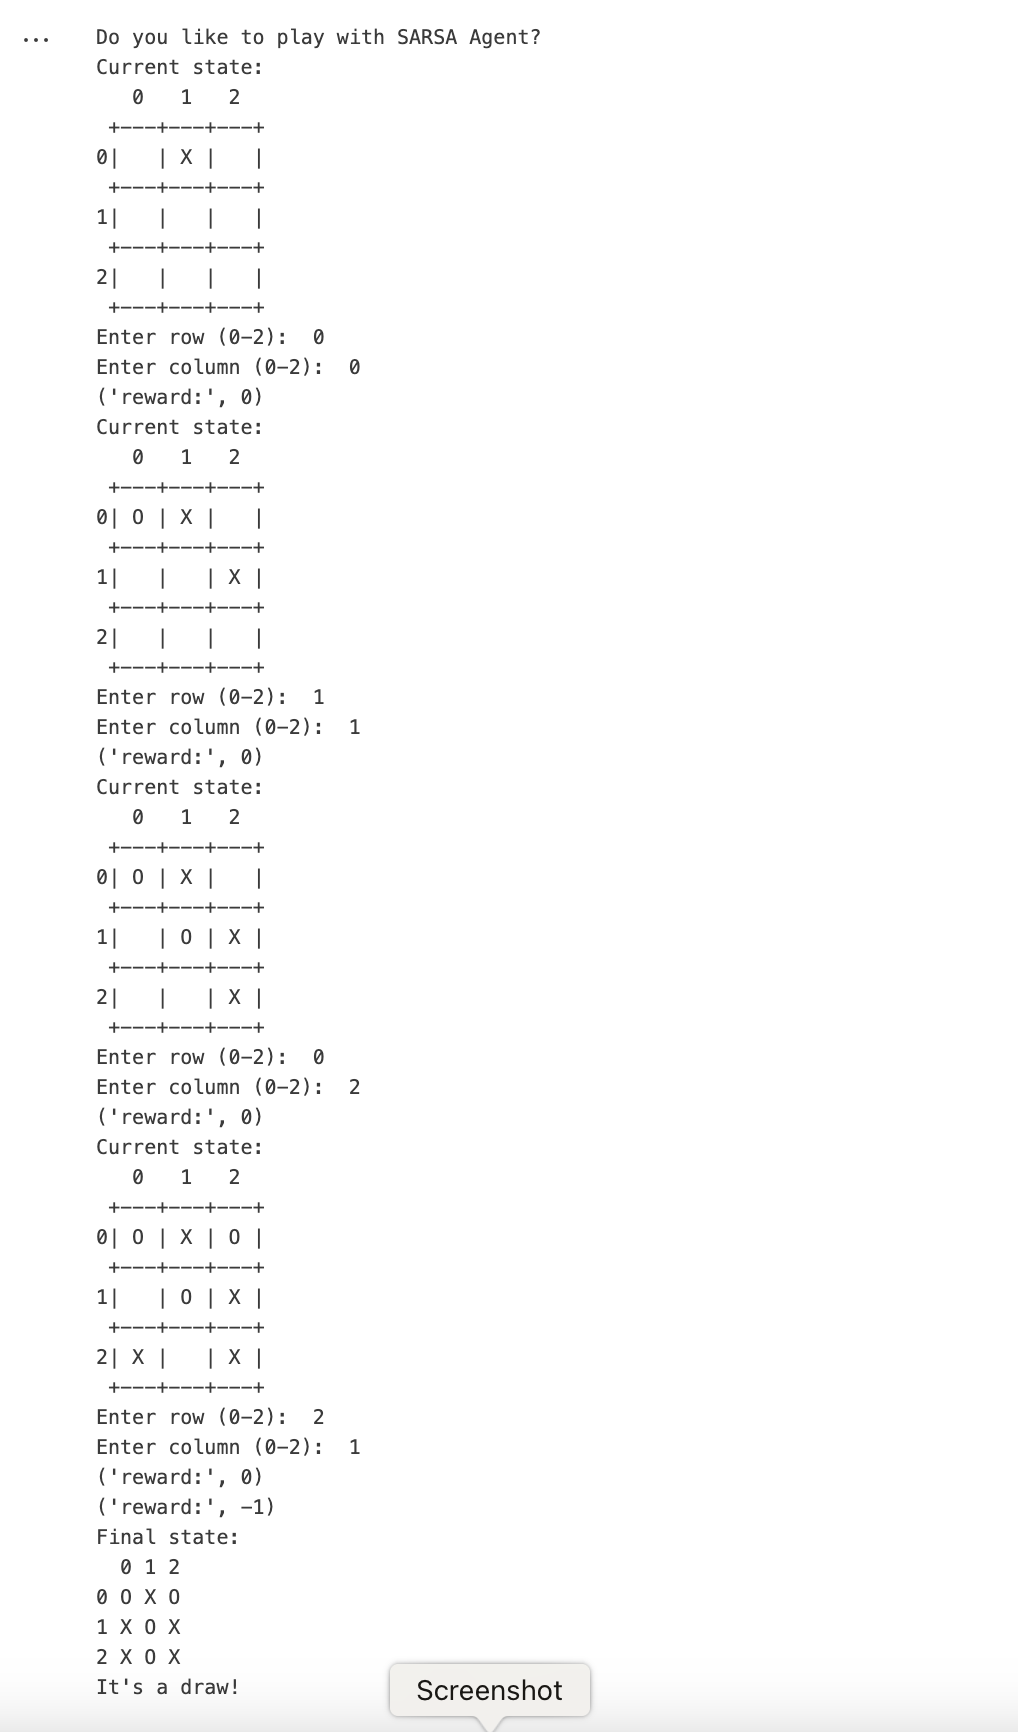 ... Do you like to play with SARSA Agent?
Current state:
   0   1   2
 +---+---+---+
0|   | X |   |
 +---+---+---+
1|   |   |   |
 +---+---+---+
2|   |   |   |
 +---+---+---+
Enter row (0-2):  0
Enter column (0-2):  0
('reward:', 0)
Current state:
   0   1   2
 +---+---+---+
0| O | X |   |
 +---+---+---+
1|   |   | X |
 +---+---+---+
2|   |   |   |
 +---+---+---+
Enter row (0-2):  1
Enter column (0-2):  1
('reward:', 0)
Current state:
   0   1   2
 +---+---+---+
0| O | X |   |
 +---+---+---+
1|   | O | X |
 +---+---+---+
2|   |   | X |
 +---+---+---+
Enter row (0-2):  0
Enter column (0-2):  2
('reward:', 0)
Current state:
   0   1   2
 +---+---+---+
0| O | X | O |
 +---+---+---+
1|   | O | X |
 +---+---+---+
2| X |   | X |
 +---+---+---+
Enter row (0-2):  2
Enter column (0-2):  1
('reward:', 0)
('reward:', -1)
Final state:
  0 1 2
0 O X O
1 X O X
2 X O X
It's a draw!
Screenshot